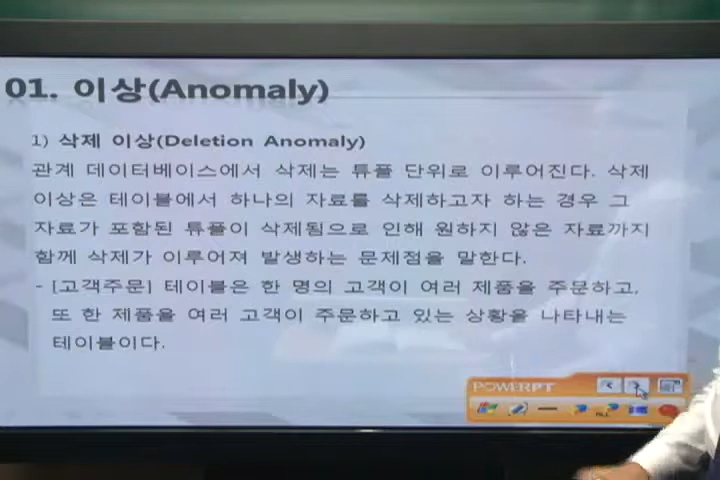 01. 이상(Anomaly)
1) 삭제 이상(Deletion Anomaly)
관계 데이터베이스에서 삭제는 튜플 단위로 이루어진다. 삭제
이상은 테이블에서 하나의 자료를 삭제하고자 하는 경우 그
자료가 포함된 튜플이 삭제됨으로 인해 원하지 않은 자료까지
함께 삭제가 이루어져 발생하는 문제점을 말한다.
- [고객주문] 테이블은 한 명의 고객이 여러 제품을 주문하고,
또 한 제품을 여러 고객이 주문하고 있는 상황을 나타내는
테이블이다.
POWERPT
ALL